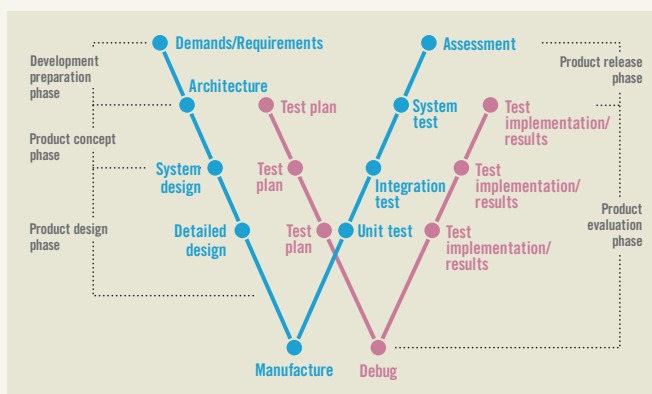 Demands/Requirements
Assessment
Development
preparation
phase
Product release
phase
Architecture
Test plan
System
test
Test
implementation/
results
Product concept
phase
System
design
Test
plan
Integration
test
Test
implementation/
results
Product design
phase
Detailed
design
Test
plan
Unit test
Test
implementation/
results
Product
evaluation
phase
Manufacture
Debug